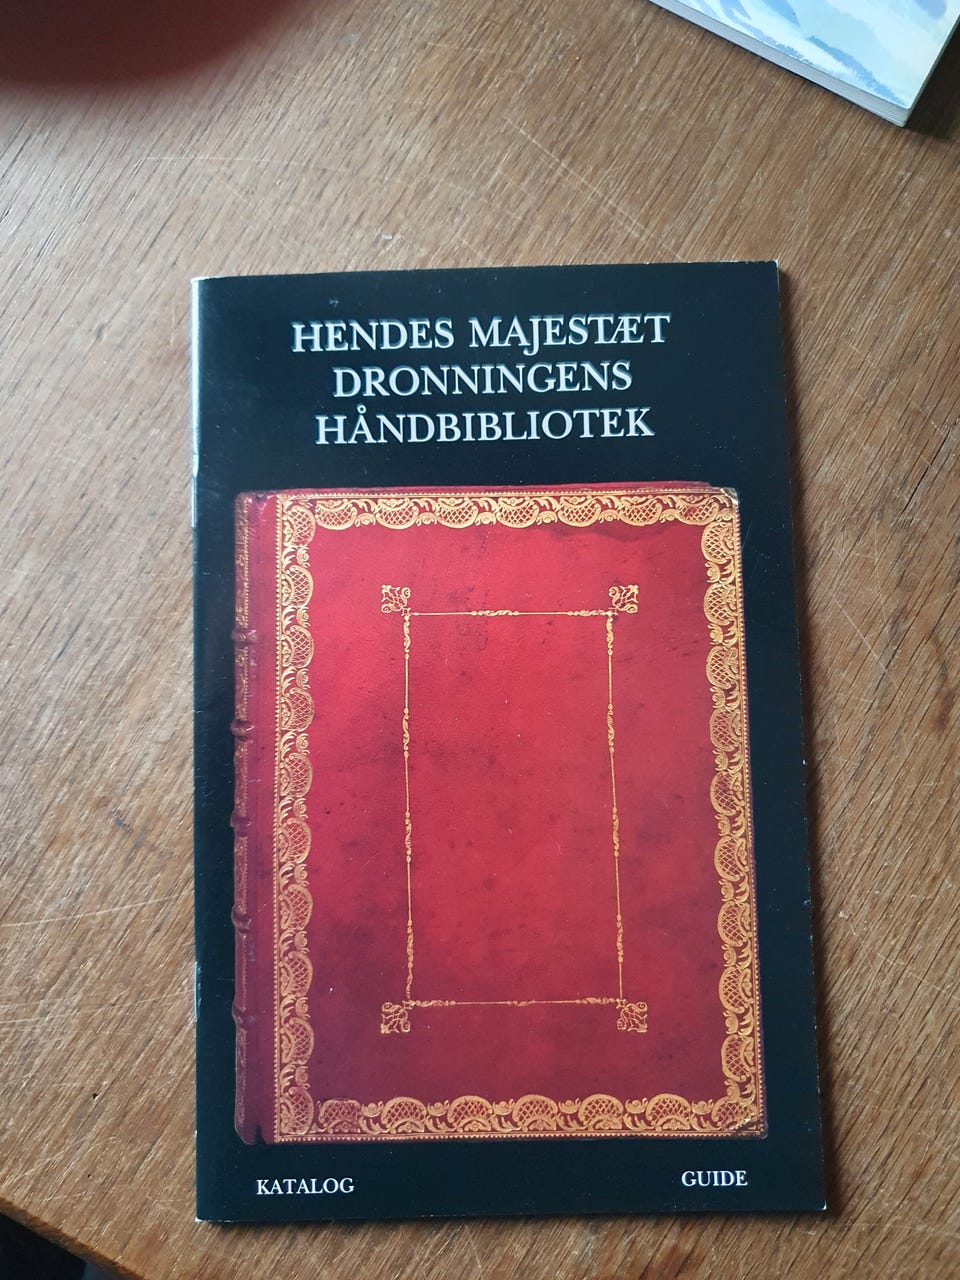 HENDES MAJESTÆT
DRONNINGENS
HÅNDBIBLIOTEK
KATALOG
GUIDE